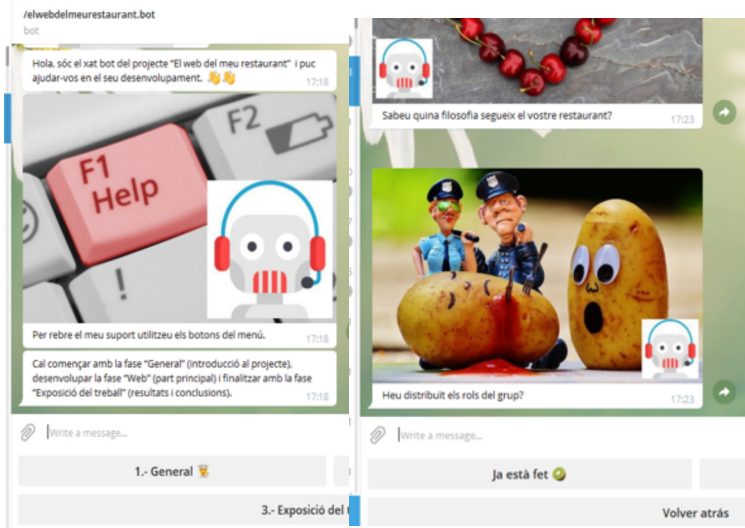 /elwebdelmeurestaurant.bot
bot
Hola, sóc el xat bot del projecte “El web del meu restaurant” i puc
ajudar-vos en el seu desenvolupament. 👋👋
17:18
F1
Help
F2
!
Per rebre el meu suport utilitzeu els botons del menú.
17:18
Cal començar amb la fase “General” (introducció al projecte),
desenvolupar la fase “Web” (part principal) i finalitzar amb la fase
“Exposició del treball” (resultats i conclusions).
17:18
Write a message...
1.- General
3.- Exposició del
Sabeu quina filosofia segueix el vostre restaurant?
17:23
Heu distribuït els rols del grup?
17:23
Write a message...
Ja està fet 🥝
Volver atrás